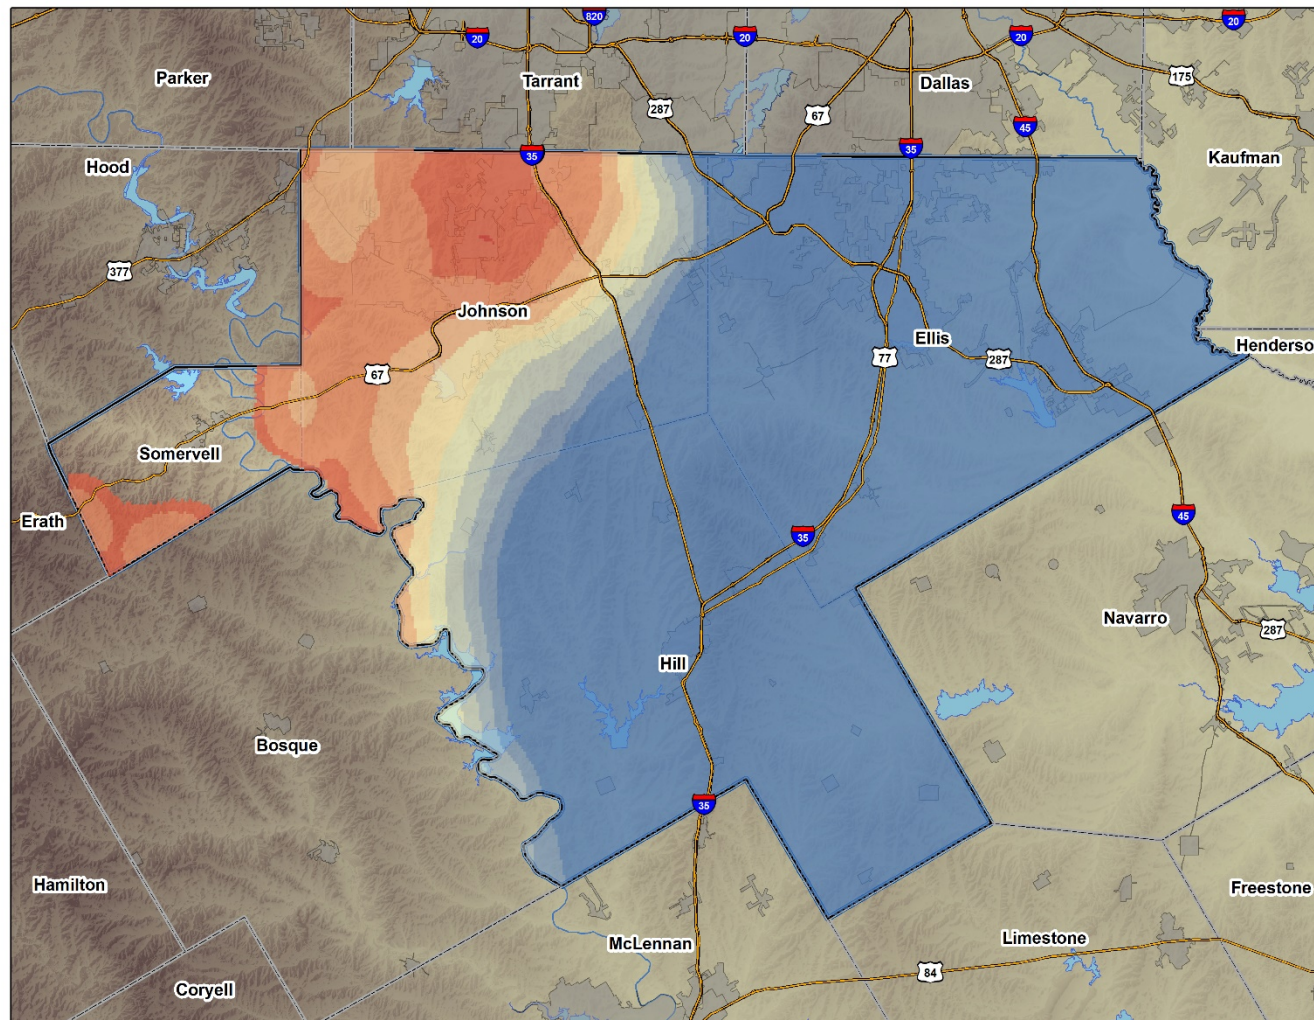 820
20
20
20
20
Parker
Tarrant
Dallas
175
287
67
45
35
35
Hood
Kaufman
377
Johnson
Ellis
Henderso
77
287
67
Somervell
Erath
45
35
Navarro
287
Hill
Bosque
35
Hamilton
Freestone
McLennan
Limestone
84
Coryell